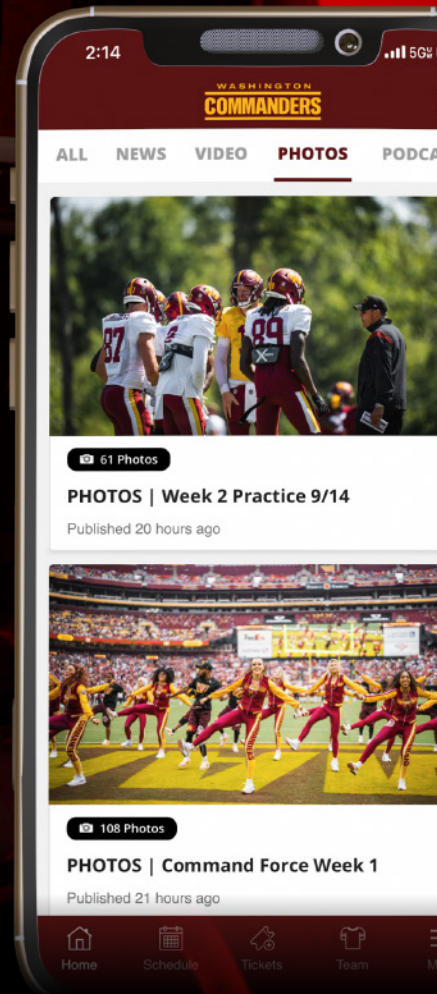 2:14
5G
WASHINGTON
COMMANDERS
ALL NEWS VIDEO PHOTOS PODCA
87
89
61 Photos
PHOTOS | Week 2 Practice 9/14
Published 20 hours ago
FedEx
108 Photos
PHOTOS | Command Force Week 1
Published 21 hours ago
Home Schedule Tickets Team M